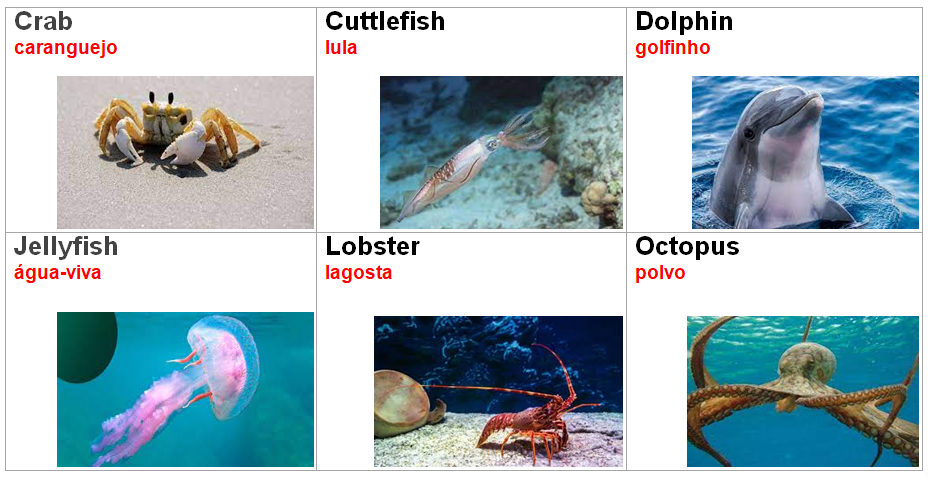 Crab
caranguejo
Cuttlefish
lula
Dolphin
golfinho
Jellyfish
água-viva
Lobster
lagosta
Octopus
polvo